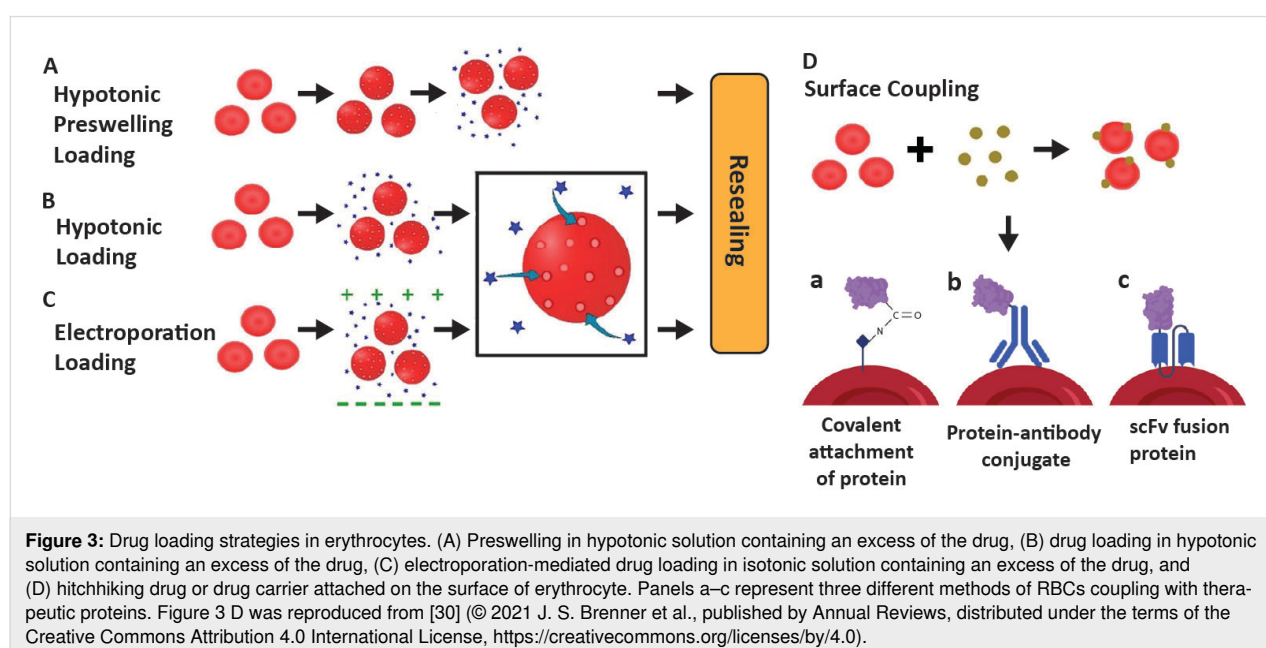 A
Hypotonic
Preswelling
Loading
B
Hypotonic
Loading
C
Electroporation
Loading
+ + + +
Resealing
D
Surface Coupling
+
a
C=O
N
b
c
Covalent
attachment
of protein
Protein-antibody
conjugate
scFv fusion
protein
Figure 3: Drug loading strategies in erythrocytes. (A) Preswelling in hypotonic solution containing an excess of the drug, (B) drug loading in hypotonic
solution containing an excess of the drug, (C) electroporation-mediated drug loading in isotonic solution containing an excess of the drug, and
(D) hitchhiking drug or drug carrier attached on the surface of erythrocyte. Panels a–c represent three different methods of RBCs coupling with thera-
peutic proteins. Figure 3 D was reproduced from [30] (© 2021 J. S. Brenner et al., published by Annual Reviews, distributed under the terms of the
Creative Commons Attribution 4.0 International License, https://creativecommons.org/licenses/by/4.0).